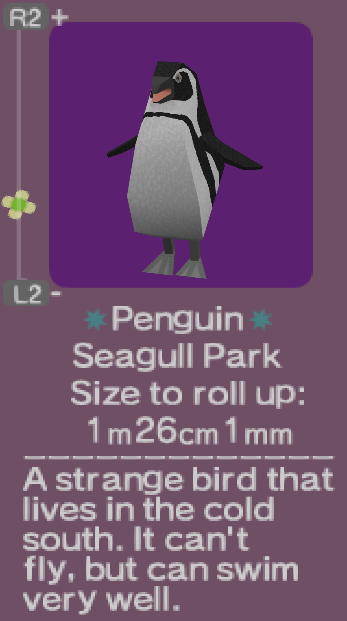 R2 +
L2 -
Penguin
Seagull Park
Size to roll up:
1m26cm1mm
A strange bird that
lives in the cold
south. It can't
fly, but can swim
very well.